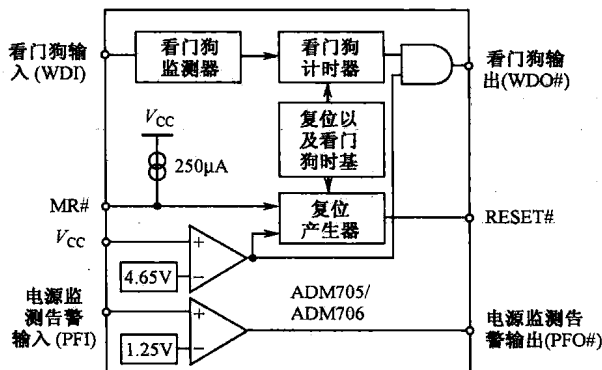 看门狗输
入 (WDI)
看门狗
监测器
看门狗
计时器
看门狗输
出(WDO#)
VCC
250μA
复位以
及看门
狗时基
MR#
复位
产生器
RESET#
VCC
+
−
4.65V
电源监
测告警
输入 (PFI)
+
−
1.25V
ADM705/
ADM706
电源监测告
警输出(PFO#)